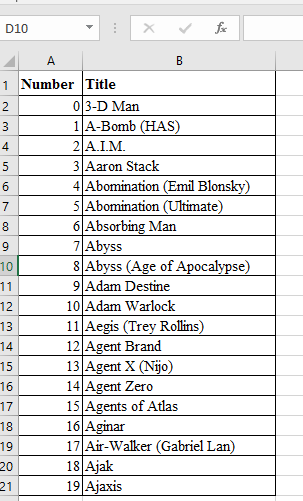 D10 fx
A B
1 Number Title
2 0 3-D Man
3 1 A-Bomb (HAS)
4 2 A.I.M.
5 3 Aaron Stack
6 4 Abomination (Emil Blonsky)
7 5 Abomination (Ultimate)
8 6 Absorbing Man
9 7 Abyss
10 8 Abyss (Age of Apocalypse)
11 9 Adam Destine
12 10 Adam Warlock
13 11 Aegis (Trey Rollins)
14 12 Agent Brand
15 13 Agent X (Nijo)
16 14 Agent Zero
17 15 Agents of Atlas
18 16 Aginar
19 17 Air-Walker (Gabriel Lan)
20 18 Ajak
21 19 Ajaxis